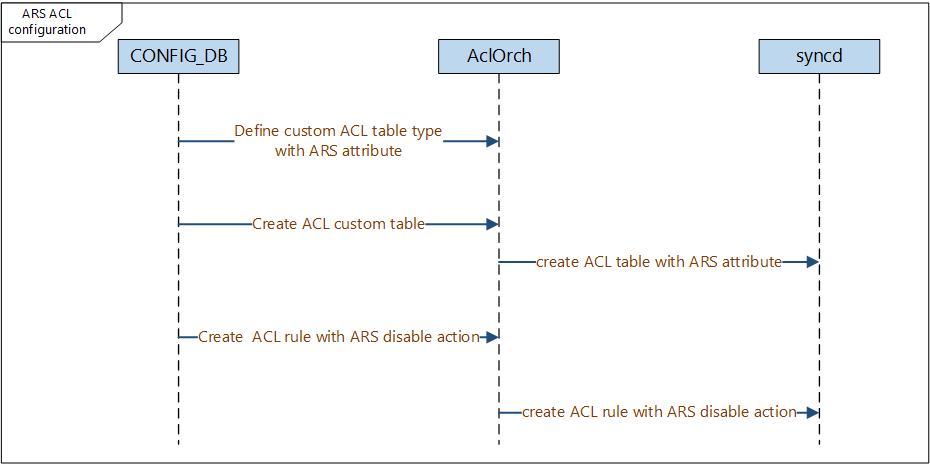 ARS ACL
configuration
CONFIG_DB
AclOrch
syncd
Define custom ACL table type
with ARS attribute
Create ACL custom table
create ACL table with ARS attribute
Create  ACL rule with ARS disable action
create ACL rule with ARS disable action